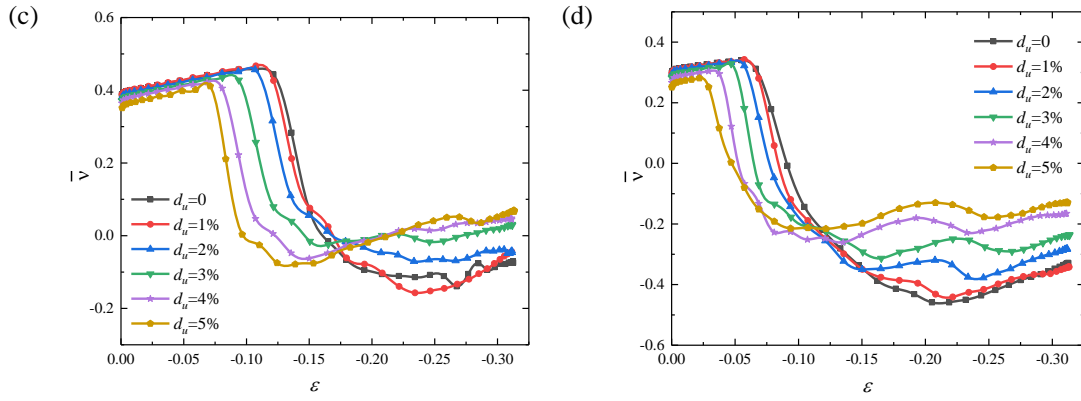 (c)
0.6
0.4
0.2
0.0
-0.2
ν̅
d_u=0
d_u=1%
d_u=2%
d_u=3%
d_u=4%
d_u=5%
0.00 -0.05 -0.10 -0.15 -0.20 -0.25 -0.30
ε
(d)
0.4
0.2
0.0
-0.2
-0.4
-0.6
ν̅
d_u=0
d_u=1%
d_u=2%
d_u=3%
d_u=4%
d_u=5%
0.00 -0.05 -0.10 -0.15 -0.20 -0.25 -0.30
ε